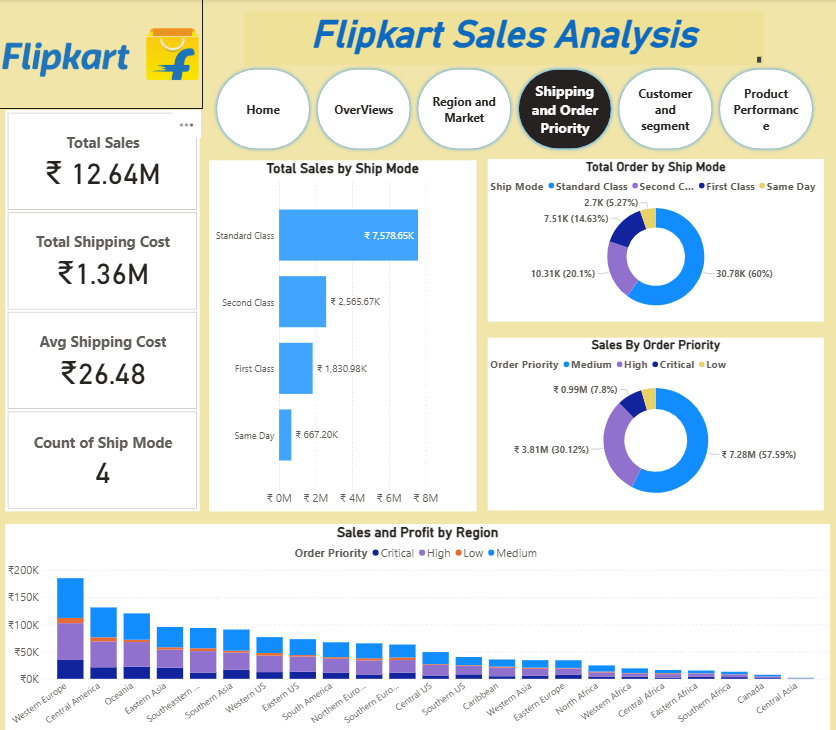 Flipkart
Flipkart Sales Analysis
Home
OverViews
Region and
Market
Shipping
and Order
Priority
Customer
and
segment
Product
Performanc
e
Total Sales
₹ 12.64M
Total Shipping Cost
₹1.36M
Avg Shipping Cost
₹26.48
Count of Ship Mode
4
Total Sales by Ship Mode
Standard Class
₹ 7,578.65K
Second Class
₹ 2,565.67K
First Class
₹ 1,830.98K
Same Day
₹ 667.20K
₹ 0M ₹ 2M ₹ 4M ₹ 6M ₹ 8M
Total Order by Ship Mode
Ship Mode Standard Class Second C... First Class Same Day
2.7K (5.27%)
7.51K (14.63%)
10.31K (20.1%)
30.78K (60%)
Sales By Order Priority
Order Priority Medium High Critical Low
₹ 0.99M (7.8%)
₹ 3.81M (30.12%)
₹ 7.28M (57.59%)
Sales and Profit by Region
Order Priority Critical High Low Medium
₹200K
₹150K
₹100K
₹50K
₹0K
Western Europe
Central America
Oceania
Eastern Asia
Southeastern ...
Southern Asia
Western US
Eastern US
South America
Northern Euro...
Southern Euro...
Central US
Southern US
Caribbean
Western Asia
Eastern Europe
North Africa
Western Africa
Central Africa
Eastern Africa
Southern Africa
Canada
Central Asia